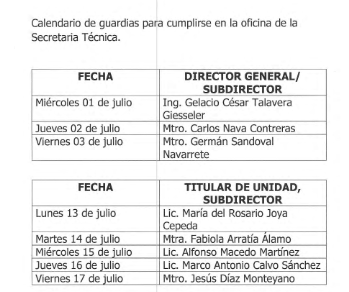 Calendario de guardias para cumplirse en la oficina de la
Secretaria Técnica.
FECHA DIRECTOR GENERAL/
SUBDIRECTOR
Miércoles 01 de julio Ing. Gelacio César Talavera
Giesseler
Jueves 02 de julio Mtro. Carlos Nava Contreras
Viernes 03 de julio Mtro. Germán Sandoval
Navarrete
FECHA TITULAR DE UNIDAD,
SUBDIRECTOR
Lunes 13 de julio Lic. María del Rosario Joya
Cepeda
Martes 14 de julio Mtra. Fabiola Arratía Álamo
Miércoles 15 de julio Lic. Alfonso Macedo Martínez
Jueves 16 de julio Lic. Marco Antonio Calvo Sánchez
Viernes 17 de julio Mtro. Jesús Díaz Monteyano